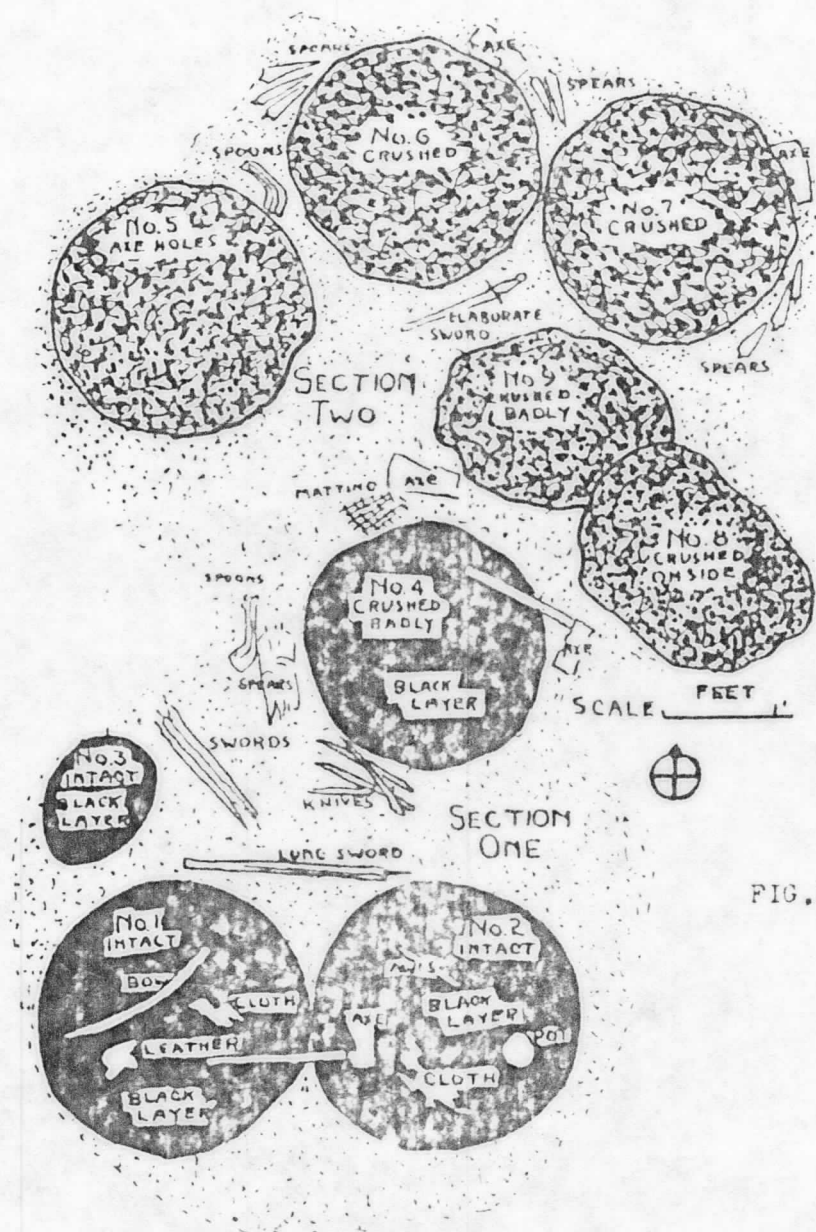 SPEARS
AXE
SPEARS
No.6
CRUSHED
SPOONS
AXE
No.7
CRUSHED
No.5
AXE HOLES
ELABORATE
SWORD
SPEARS
SECTION
TWO
No 9
CRUSHED
BADLY
MATTING
AXE
No. 8
CRUSHED
ON SIDE
SPOONS
No.4
CRUSHED
BADLY
AXE
SPEARS
BLACK
LAYER
FEET
SCALE
1
SWORDS
No.3
INTACT
BLACK
LAYER
KNIVES
SECTION
ONE
LONG SWORD
FIG.
No.1
INTACT
No.2
INTACT
BOW
CLOTH
BLACK
LAYER
AXE
LEATHER
POT
CLOTH
BLACK
LAYER